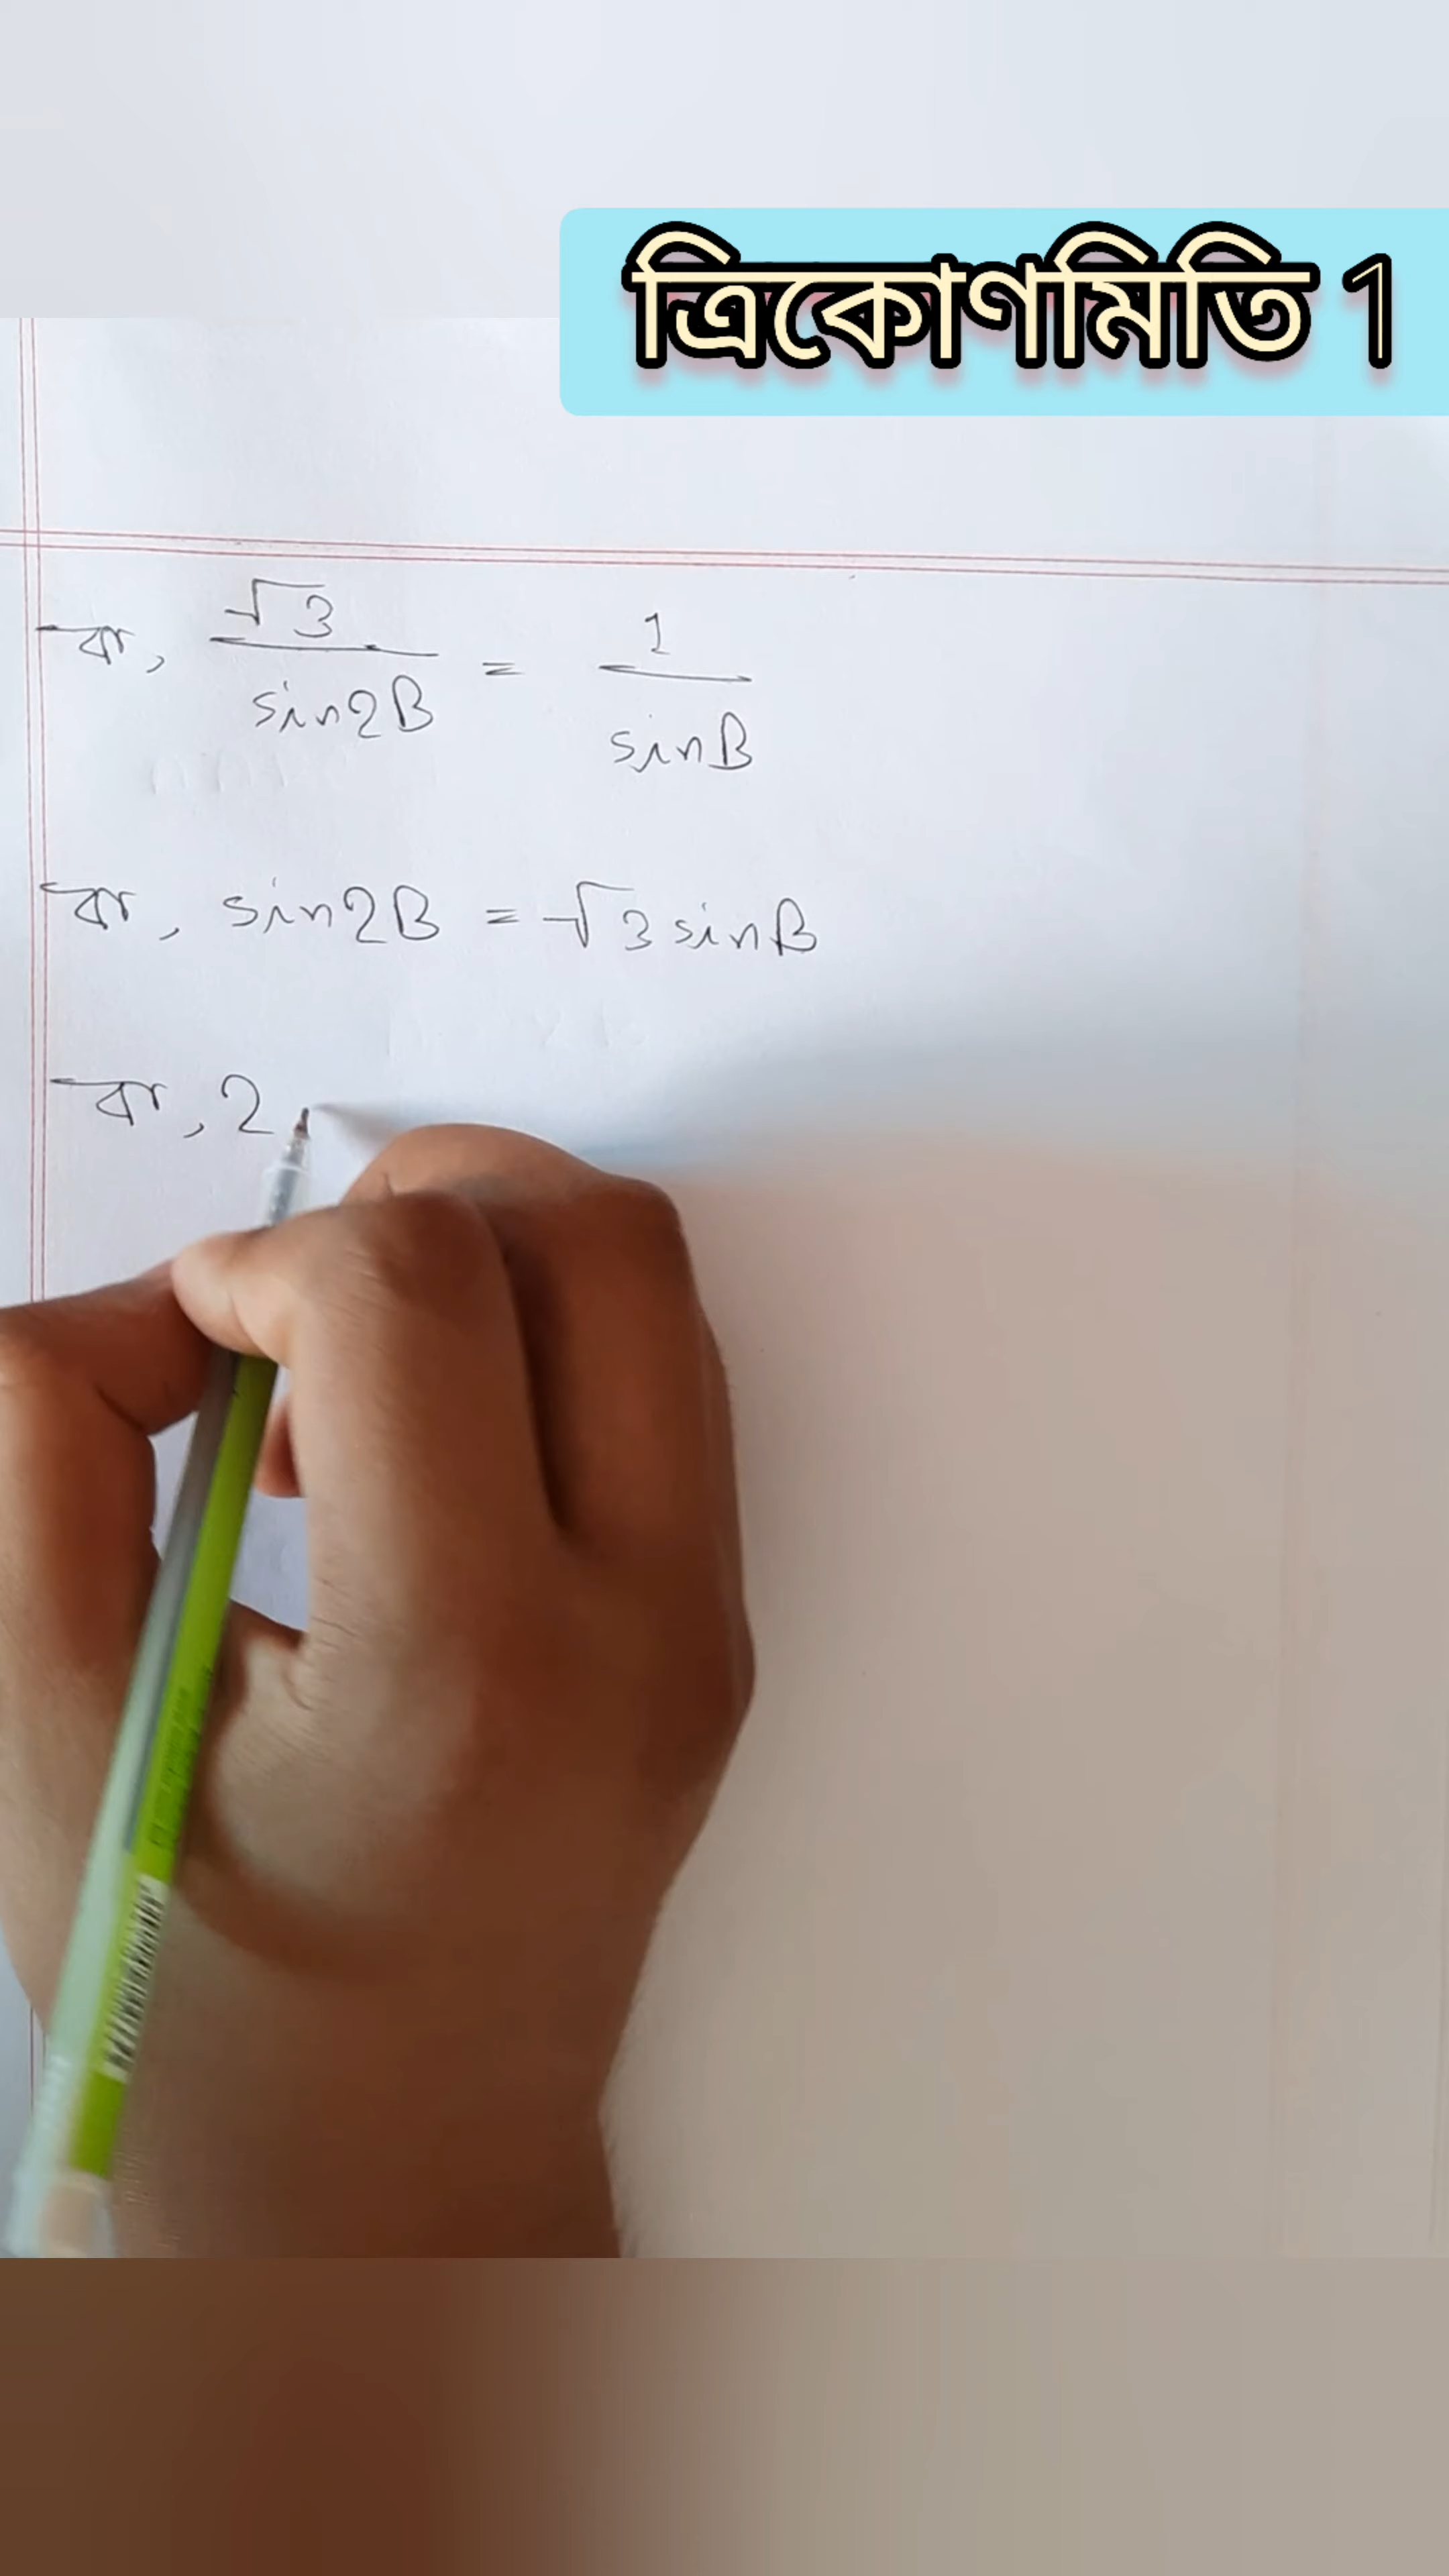 ত্রিকোণমিতি 1
বা, √3 / sin2B = 1 / sinB
বা, sin2B = √3 sinB
বা, 2